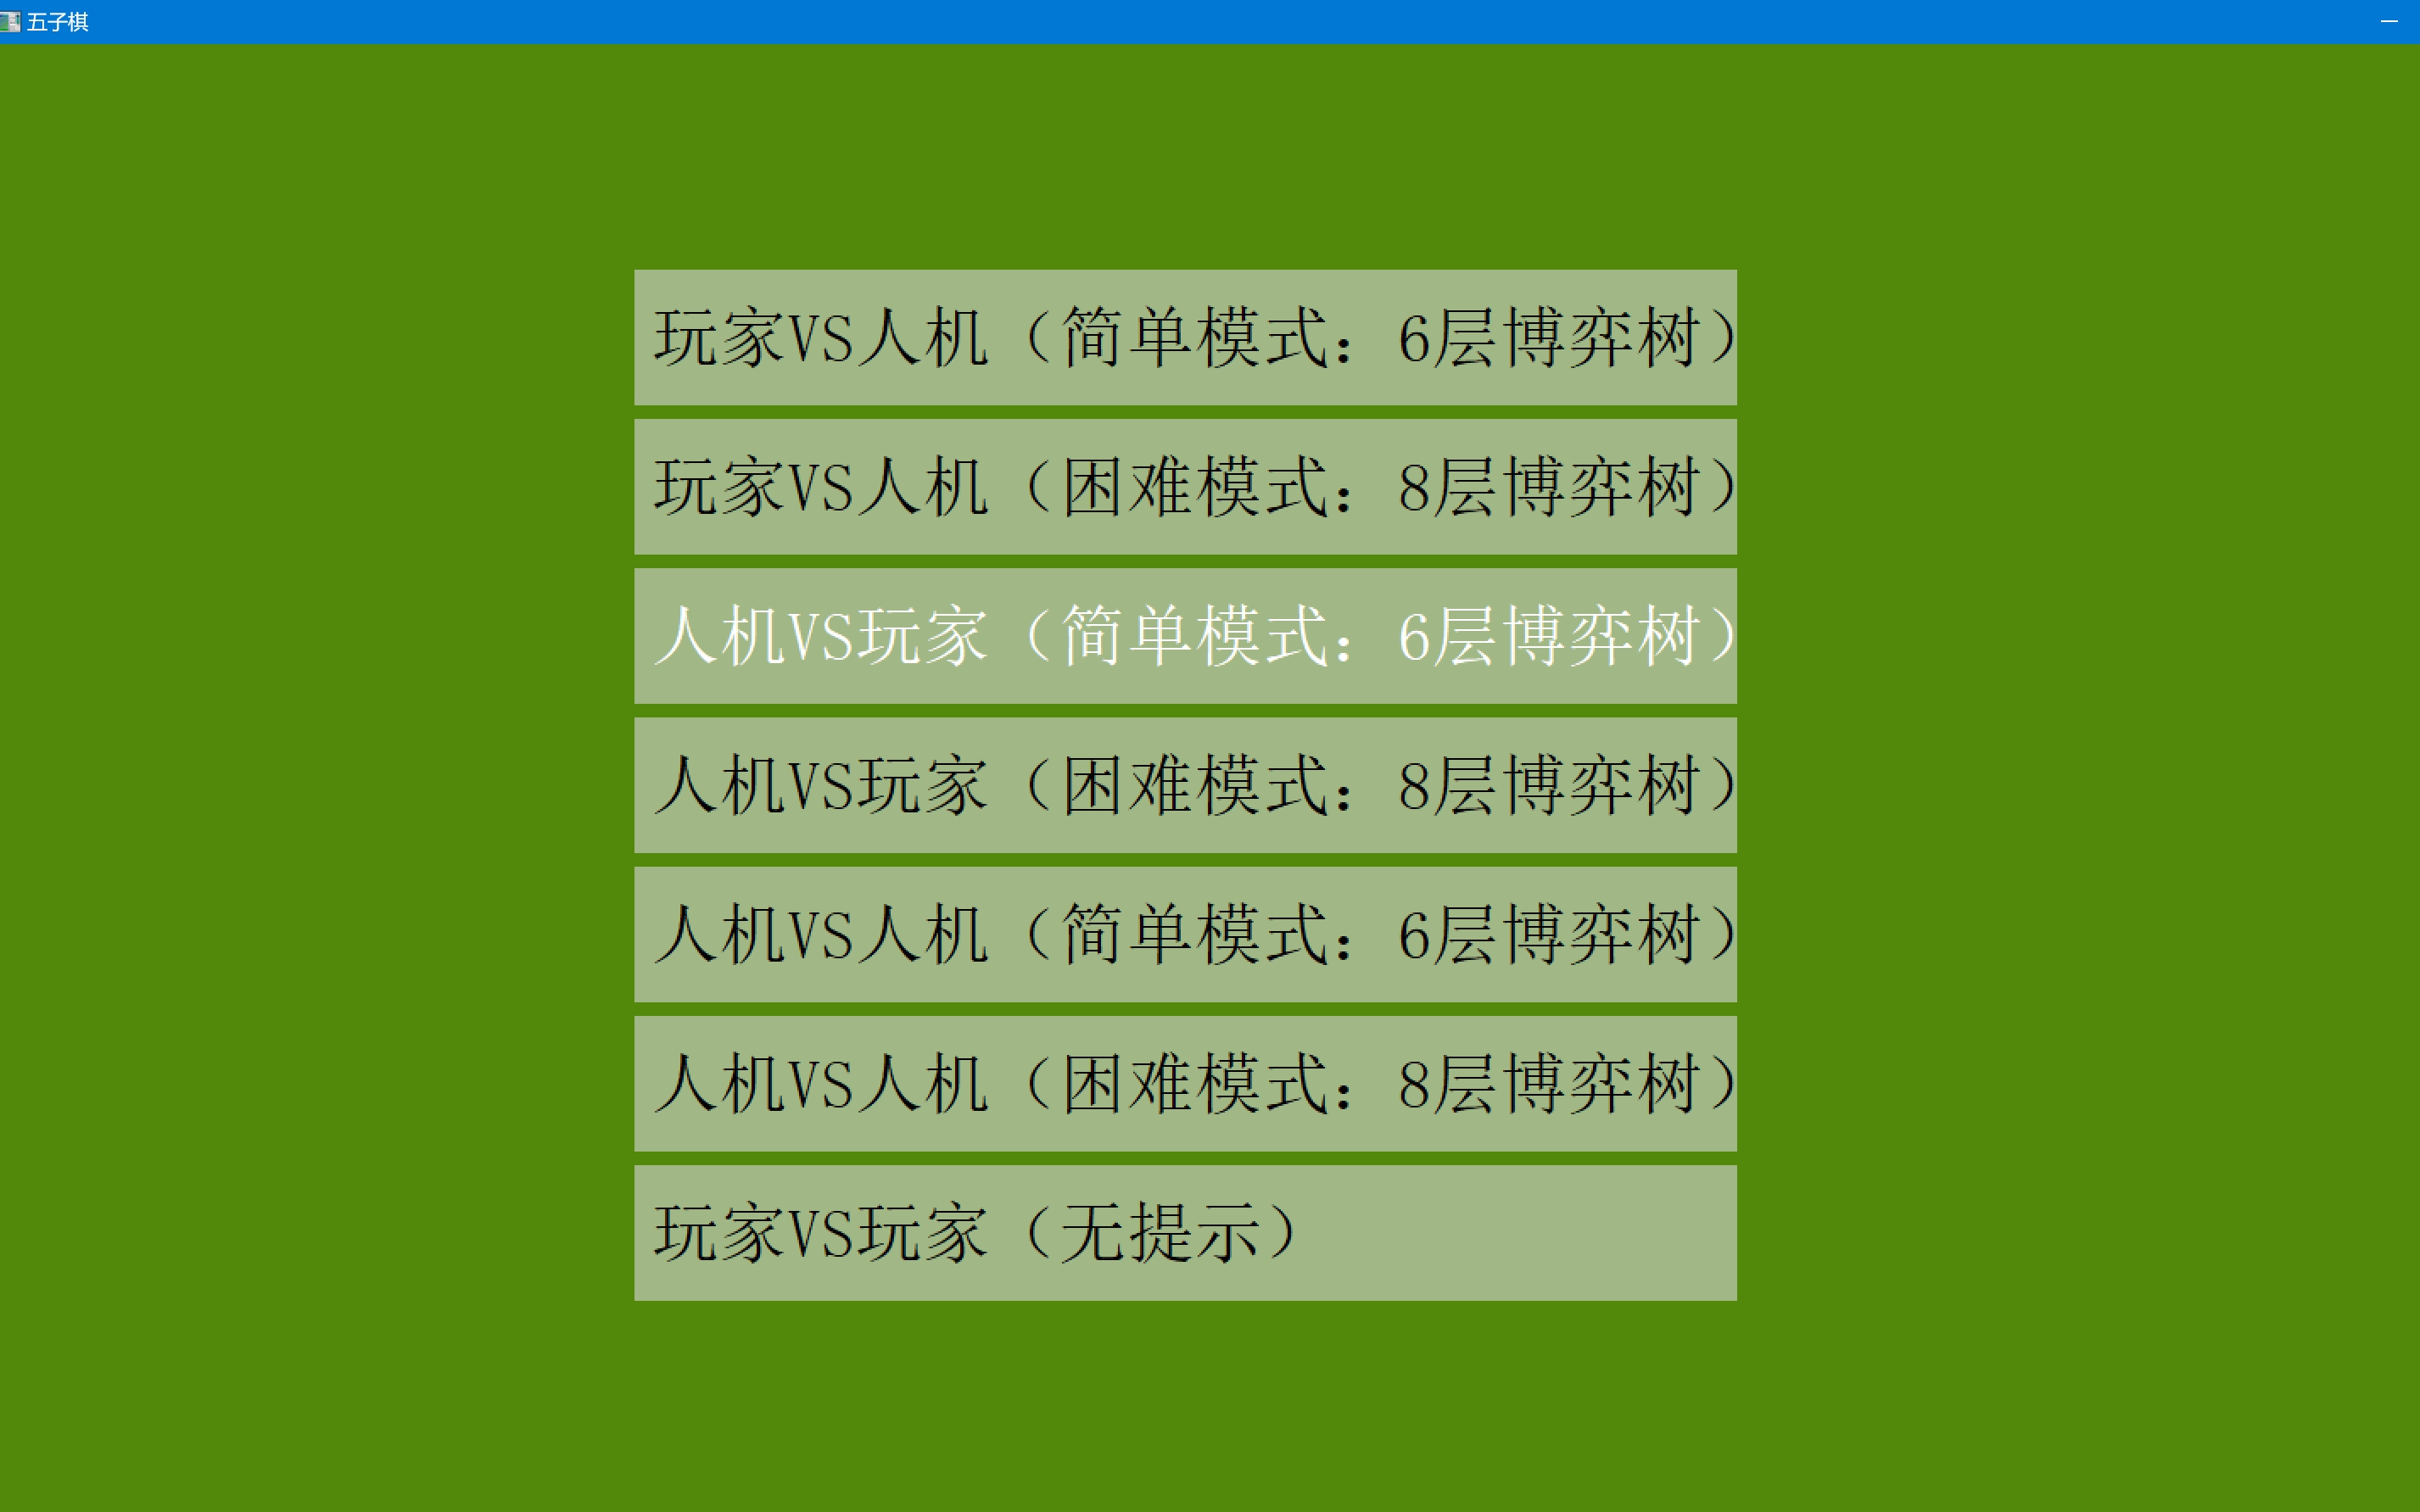 五子棋
玩家VS人机（简单模式：6层博弈树）
玩家VS人机（困难模式：8层博弈树）
人机VS玩家（简单模式：6层博弈树）
人机VS玩家（困难模式：8层博弈树）
人机VS人机（简单模式：6层博弈树）
人机VS人机（困难模式：8层博弈树）
玩家VS玩家（无提示）